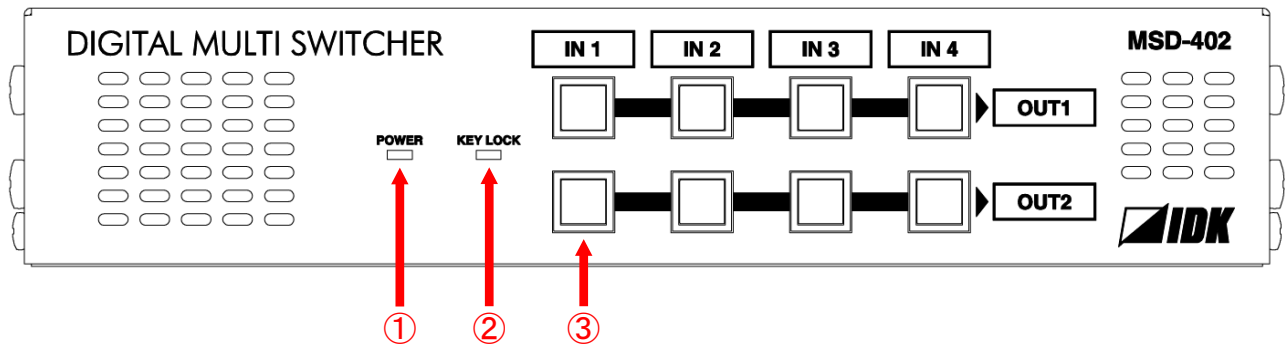 DIGITAL MULTI SWITCHER
IN 1
IN 2
IN 3
IN 4
MSD-402
OUT1
POWER
KEY LOCK
OUT2
IDK
①
②
③